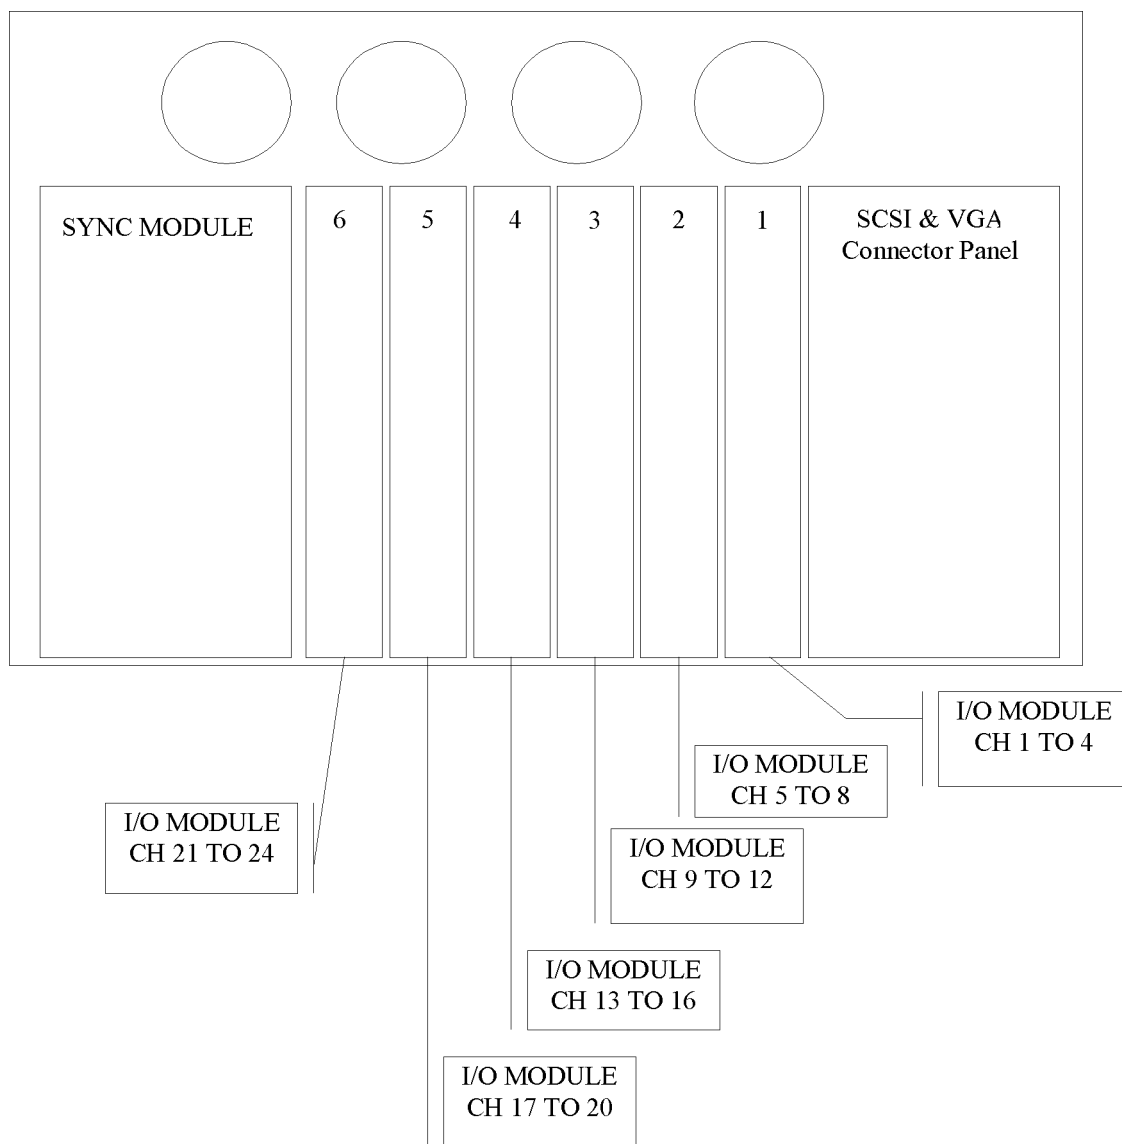 SYNC MODULE
6
5
4
3
2
1
SCSI & VGA
Connector Panel
I/O MODULE
CH 1 TO 4
I/O MODULE
CH 5 TO 8
I/O MODULE
CH 21 TO 24
I/O MODULE
CH 9 TO 12
I/O MODULE
CH 13 TO 16
I/O MODULE
CH 17 TO 20